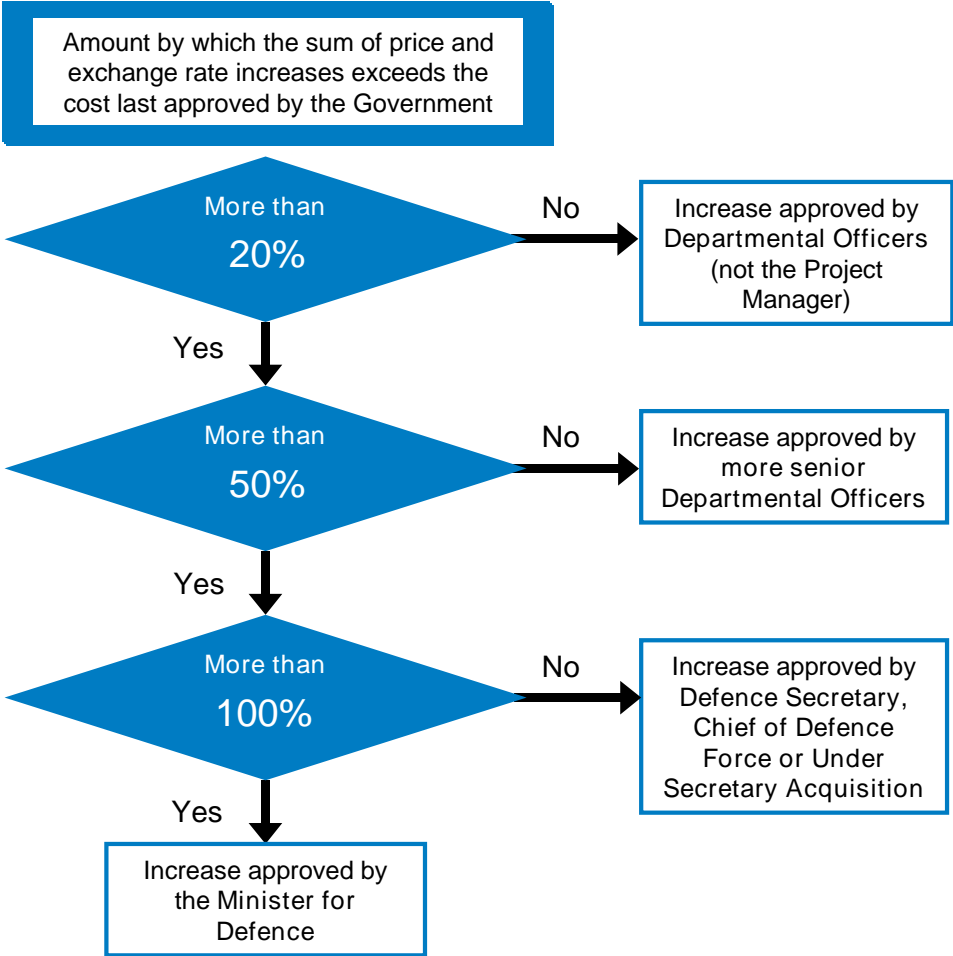 Amount by which the sum of price and
exchange rate increases exceeds the
cost last approved by the Government
More than
20%
No
Increase approved by
Departmental Officers
(not the Project
Manager)
Yes
More than
50%
No
Increase approved by
more senior
Departmental Officers
Yes
More than
100%
No
Increase approved by
Defence Secretary,
Chief of Defence
Force or Under
Secretary Acquisition
Yes
Increase approved by
the Minister for
Defence